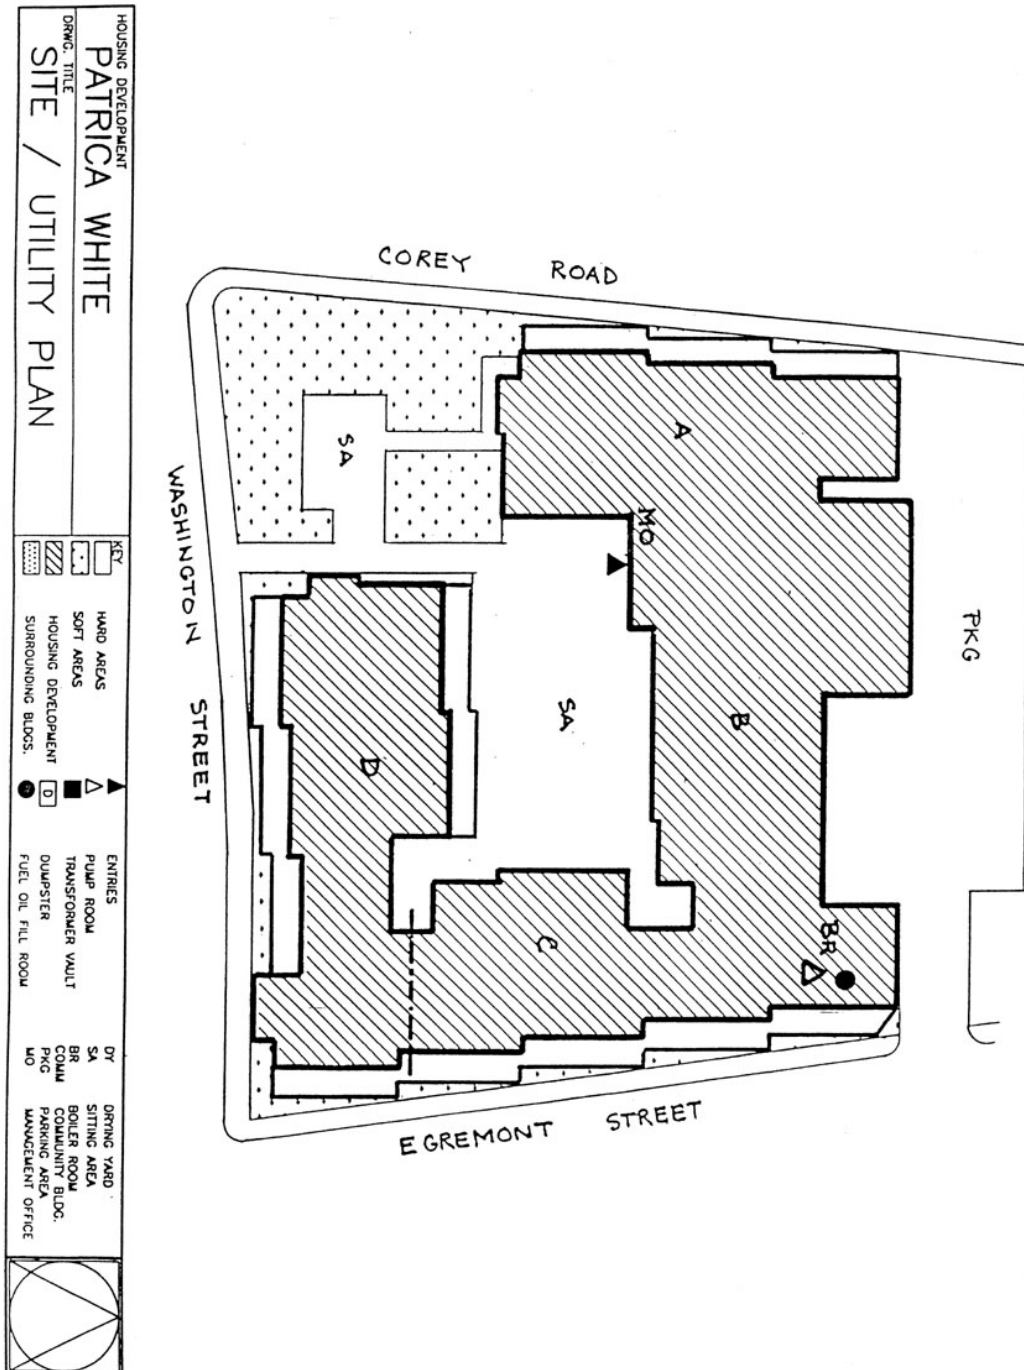 HOUSING DEVELOPMENT
PATRICA WHITE
DRWG. TITLE
SITE / UTILITY PLAN
KEY
HARD AREAS
SOFT AREAS
HOUSING DEVELOPMENT
SURROUNDING BLDGS.
ENTRIES
PUMP ROOM
TRANSFORMER VAULT
D
DUMPSTER
FUEL OIL FILL ROOM
DY DRYING YARD
SA SITTING AREA
BR BOILER ROOM
COMM COMMUNITY BLDG.
PKG PARKING AREA
MO MANAGEMENT OFFICE
COREY ROAD
WASHINGTON STREET
EGREMONT STREET
PKG
A
MO
SA
B
SA
D
C
BR